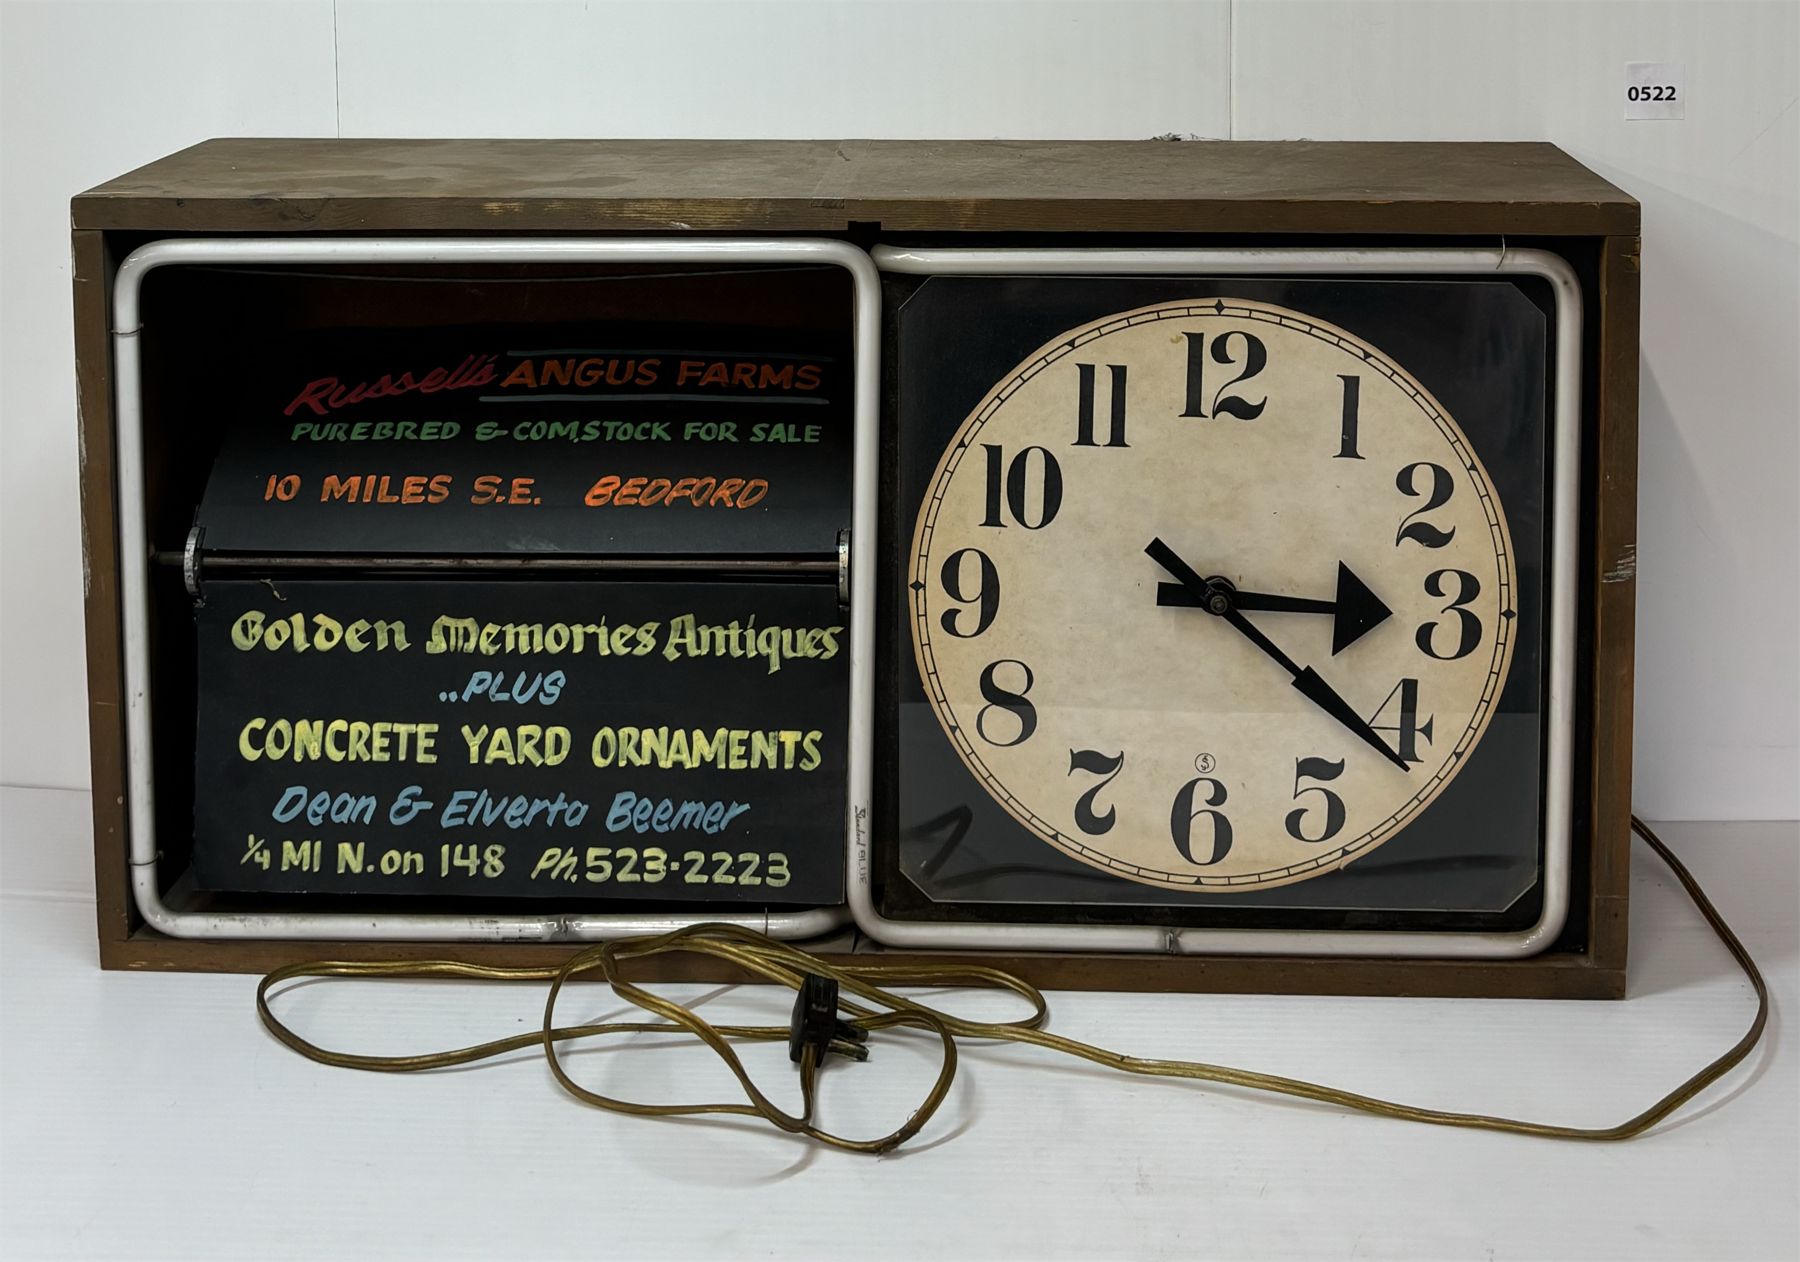 0522
Russell's ANGUS FARMS
PUREBRED & COM. STOCK FOR SALE
10 MILES S.E. BEDFORD
Golden Memories Antiques
..PLUS
CONCRETE YARD ORNAMENTS
Dean & Elverta Beemer
1/4 MI N. on 148 Ph. 523-2223
12
1
2
3
4
5
6
7
8
9
10
11